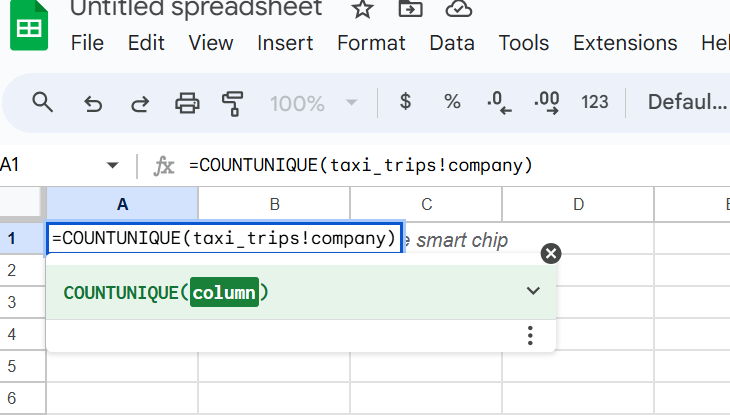 Untitled spreadsheet
File Edit View Insert Format Data Tools Extensions Hel
100% $ % .0 .00 123 Defaul...
A1 fx =COUNTUNIQUE(taxi_trips!company)
A B C D E
1 =COUNTUNIQUE(taxi_trips!company) e smart chip
2 COUNTUNIQUE(column)
3
4
5
6